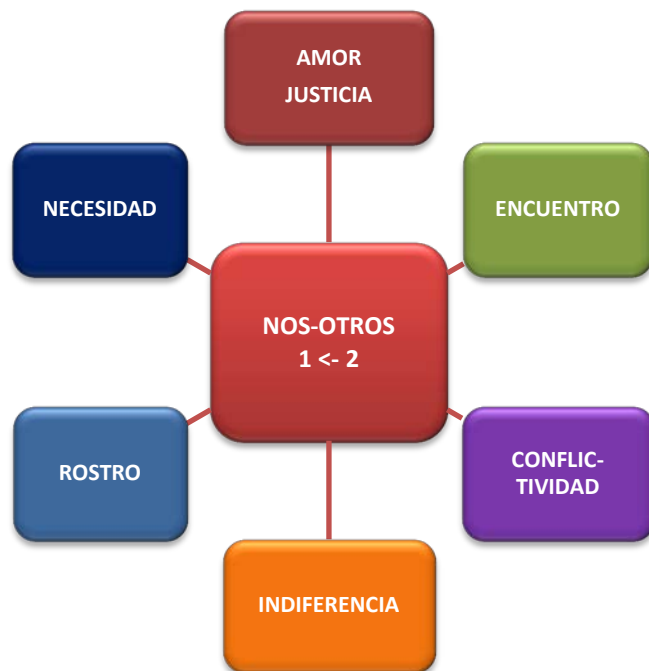 AMOR
JUSTICIA
NECESIDAD
ENCUENTRO
NOS-OTROS
1 <- 2
ROSTRO
CONFLIC-
TIVIDAD
INDIFERENCIA